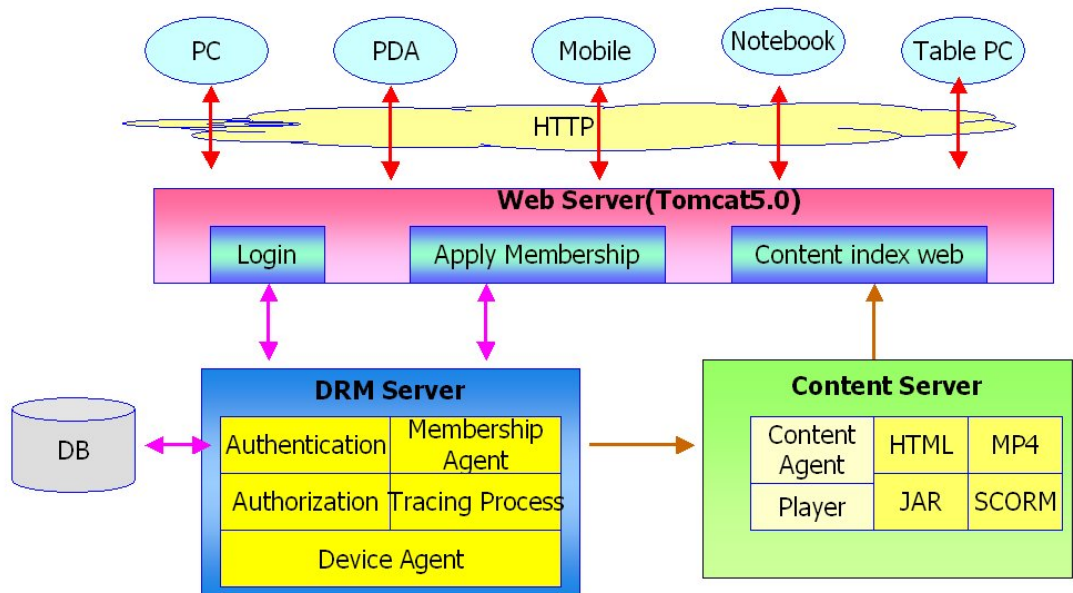 PC
PDA
Mobile
Notebook
Table PC
HTTP
Web Server(Tomcat5.0)
Login
Apply Membership
Content index web
DB
DRM Server
Authentication
Membership
Agent
Authorization
Tracing Process
Device Agent
Content Server
Content
Agent
HTML
MP4
Player
JAR
SCORM